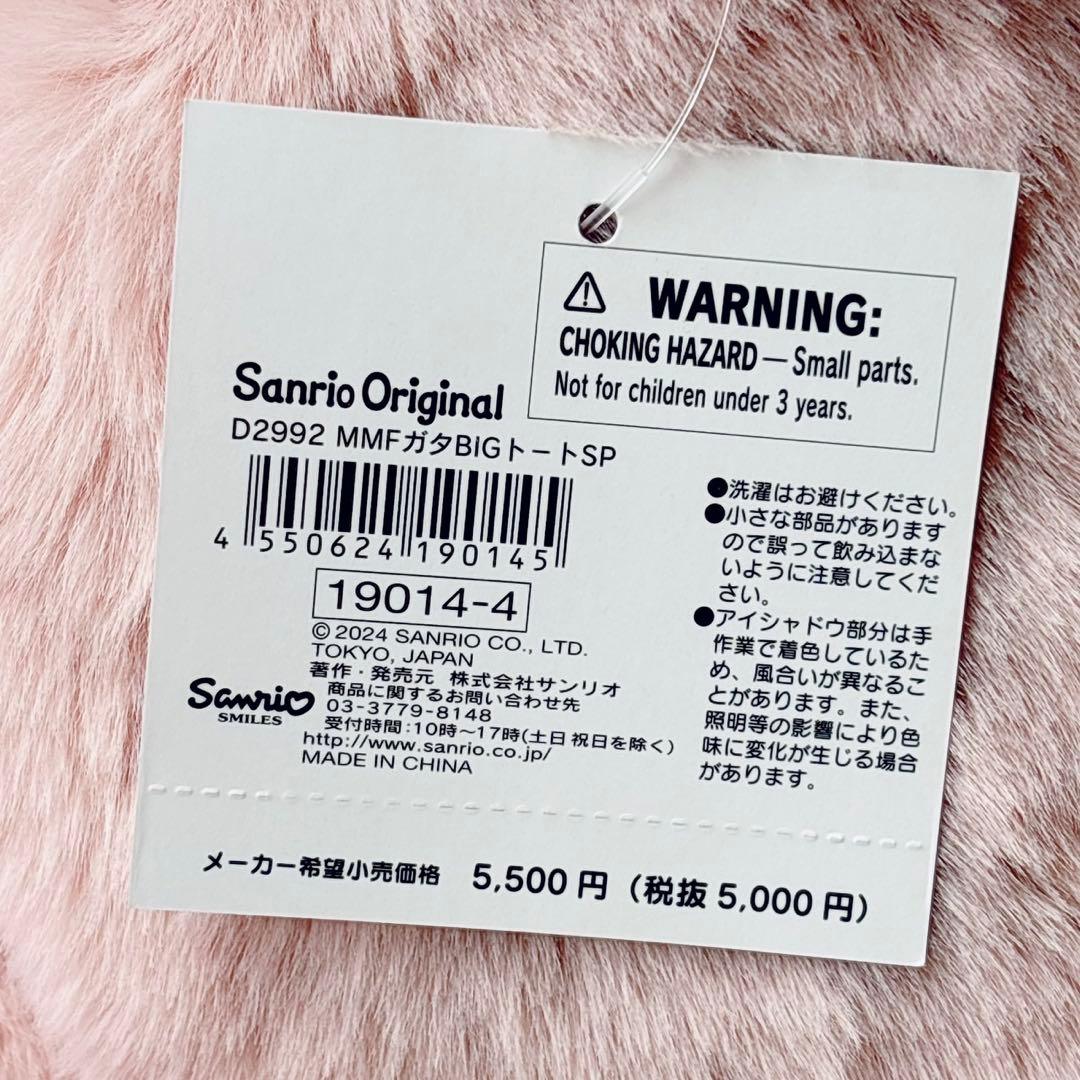 WARNING:
CHOKING HAZARD — Small parts.
Not for children under 3 years.
Sanrio Original
D2992 MMFガタBIGトートSP
4 550624 190145
19014-4
© 2024 SANRIO CO., LTD.
TOKYO, JAPAN
著作・発売元 株式会社サンリオ
商品に関するお問い合わせ先
03-3779-8148
受付時間:10時〜17時(土日祝日を除く)
http://www.sanrio.co.jp/
MADE IN CHINA
Sanrio
SMILES
●洗濯はお避けください。
●小さな部品があります
ので誤って飲み込まな
いように注意してくだ
さい。
●アイシャドウ部分は手
作業で着色しているた
め、風合いが異なるこ
とがあります。また、
照明等の影響により色
味に変化が生じる場合
があります。
メーカー希望小売価格 5,500円(税抜5,000円)